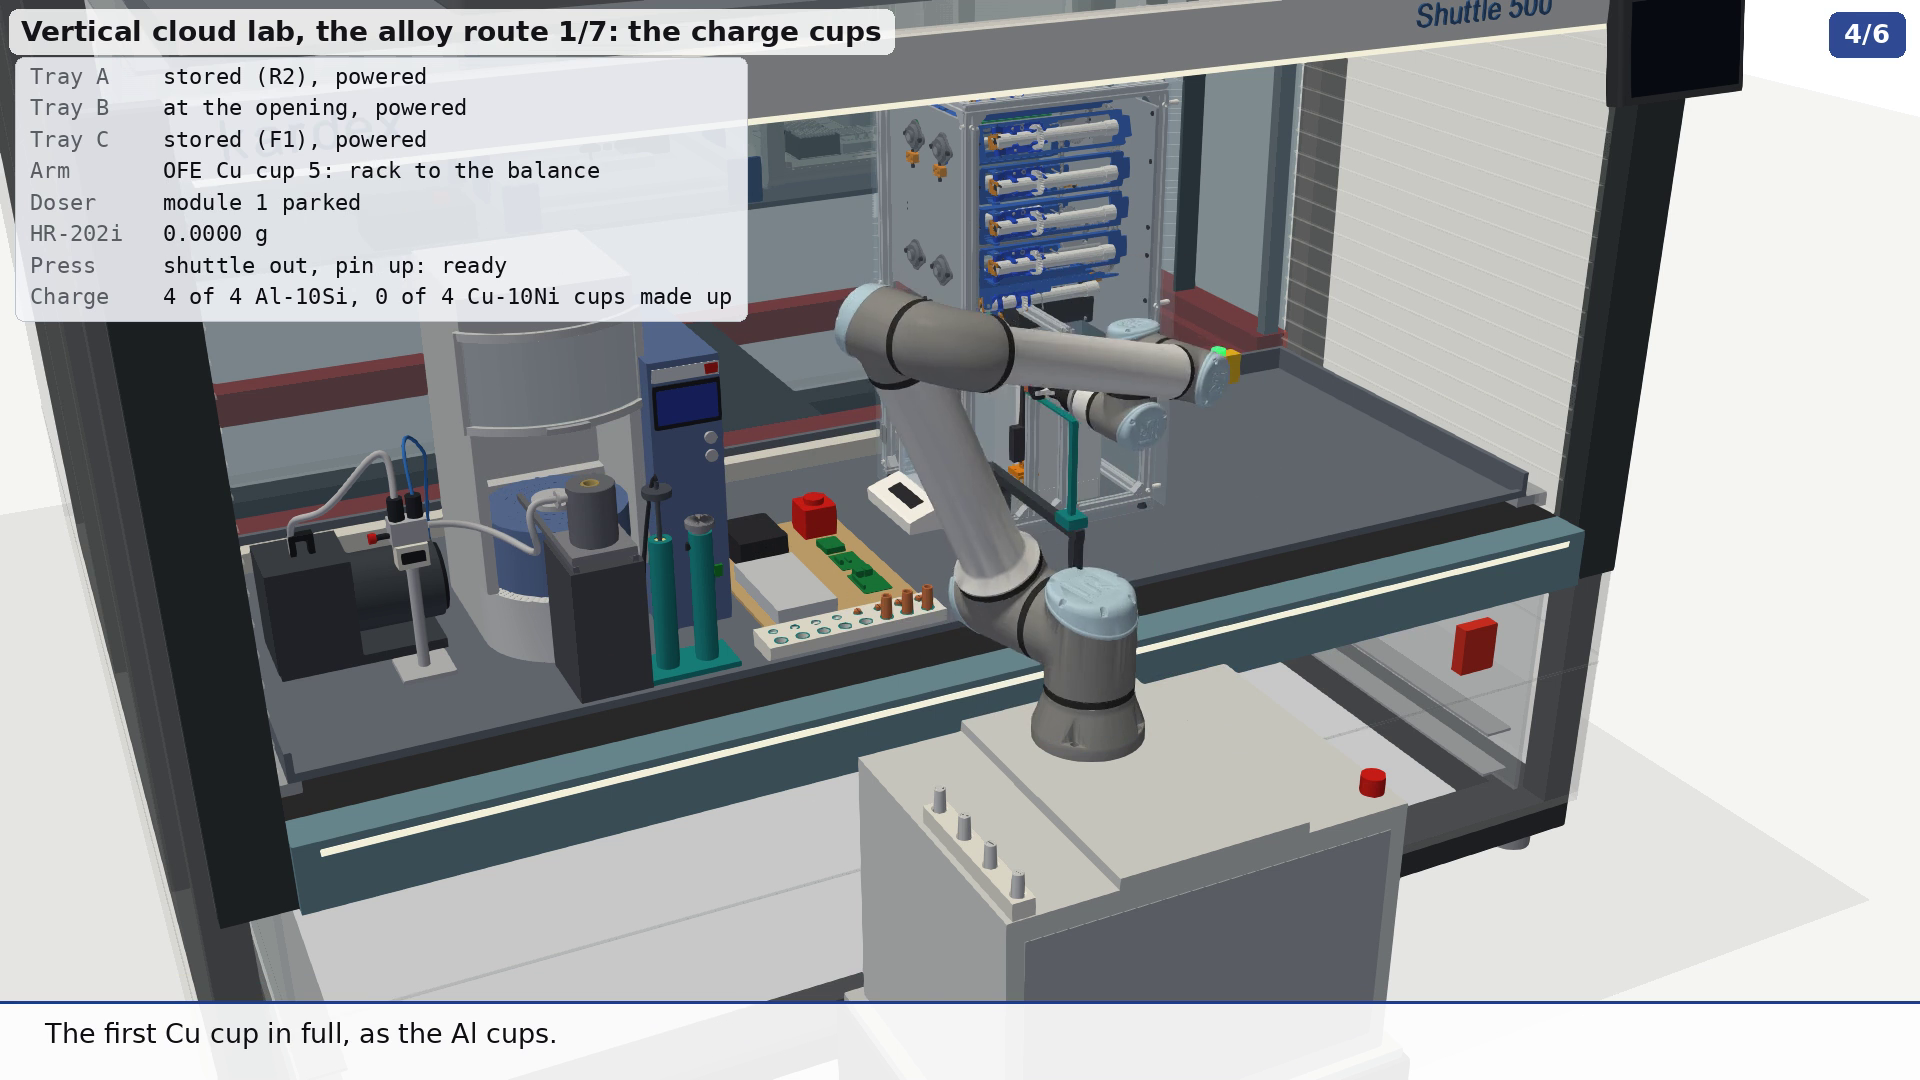 Vertical cloud lab, the alloy route 1/7: the charge cups
4/6
Shuttle 500
Tray A stored (R2), powered
Tray B at the opening, powered
Tray C stored (F1), powered
Arm OFE Cu cup 5: rack to the balance
Doser module 1 parked
HR-202i 0.0000 g
Press shuttle out, pin up: ready
Charge 4 of 4 Al-10Si, 0 of 4 Cu-10Ni cups made up
The first Cu cup in full, as the Al cups.